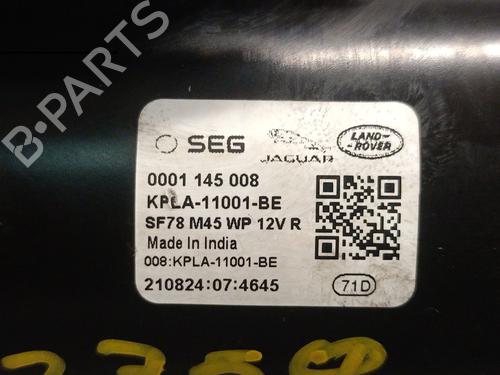 B-PARTS
SEG
JAGUAR
LAND-
ROVER
0001 145 008
KPLA-11001-BE
SF78 M45 WP 12V R
Made In India
008:KPLA-11001-BE
210824:07:4645
71D